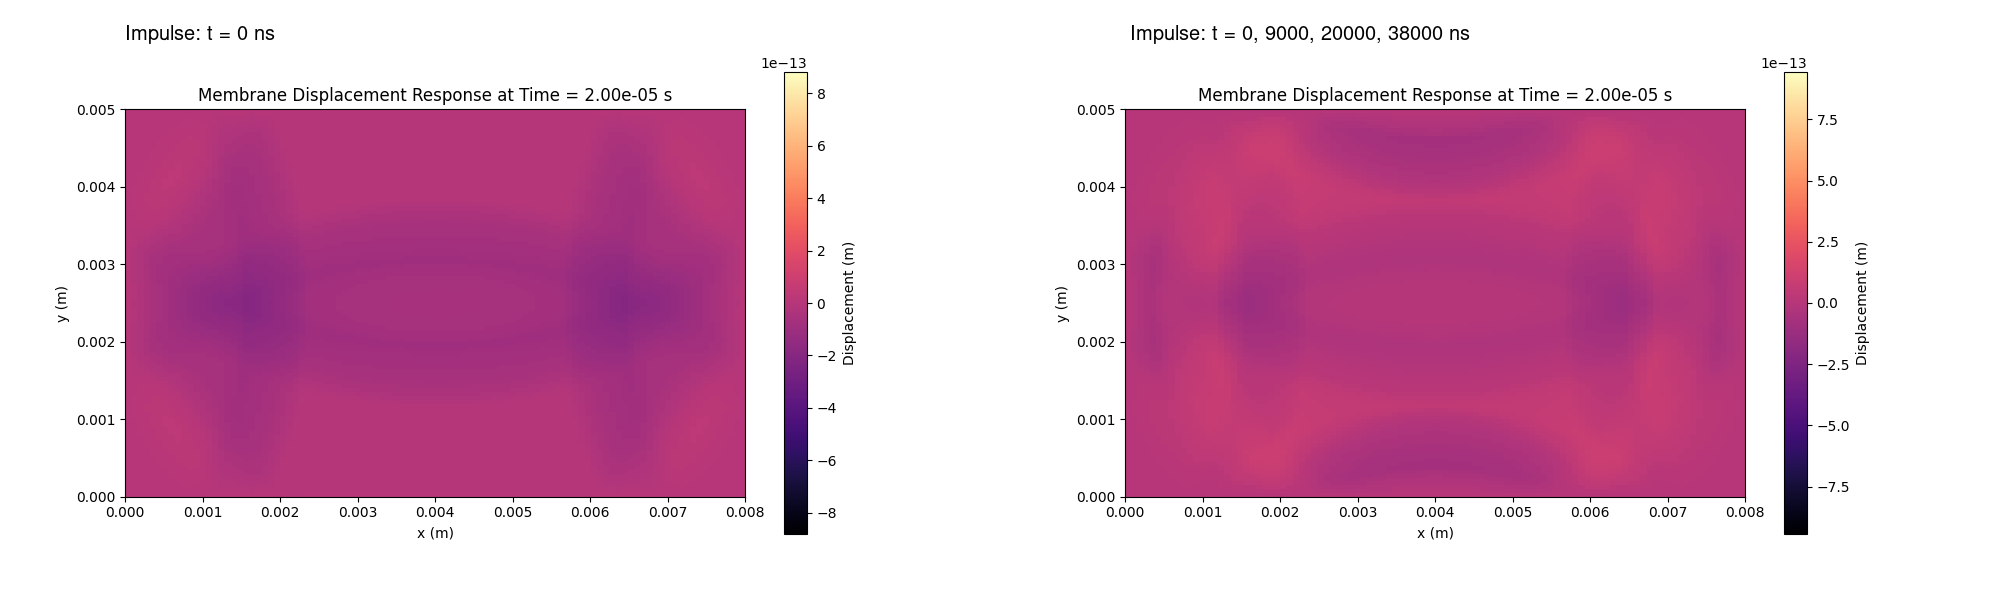 Impulse: t = 0 ns
1e−13
Membrane Displacement Response at Time = 2.00e-05 s
0.005
0.004
0.003
0.002
0.001
0.000
y (m)
0.000 0.001 0.002 0.003 0.004 0.005 0.006 0.007 0.008
x (m)
8
6
4
2
0
−2
−4
−6
−8
Displacement (m)
Impulse: t = 0, 9000, 20000, 38000 ns
1e−13
Membrane Displacement Response at Time = 2.00e-05 s
0.005
0.004
0.003
0.002
0.001
0.000
y (m)
0.000 0.001 0.002 0.003 0.004 0.005 0.006 0.007 0.008
x (m)
7.5
5.0
2.5
0.0
−2.5
−5.0
−7.5
Displacement (m)